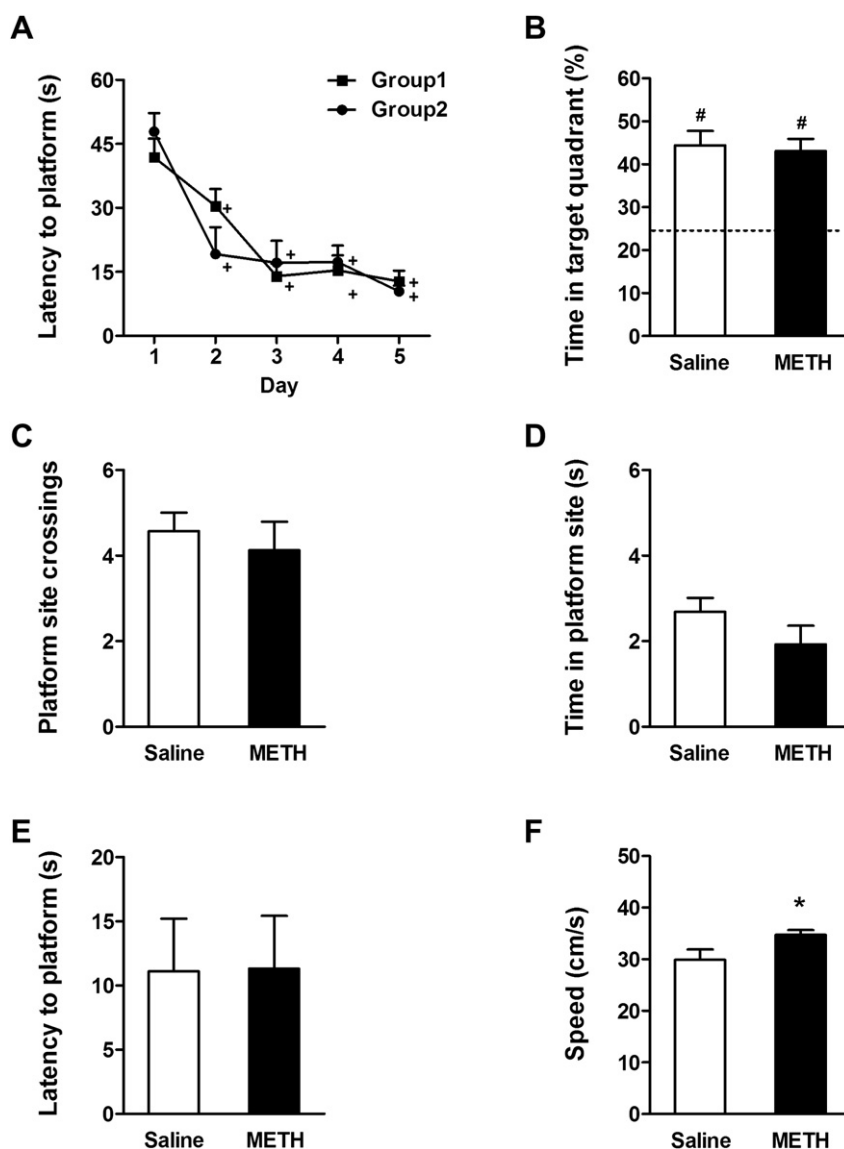 A
Latency to platform (s)
60
45
30
15
0
Group1
Group2
+
+
+
+
+
+
+
+
1 2 3 4 5
Day
B
Time in target quadrant (%)
60
50
40
30
20
10
0
#
#
Saline METH
C
Platform site crossings
6
4
2
0
Saline METH
D
Time in platform site (s)
6
4
2
0
Saline METH
E
Latency to platform (s)
20
15
10
5
0
Saline METH
F
Speed (cm/s)
50
40
30
20
10
0
*
Saline METH